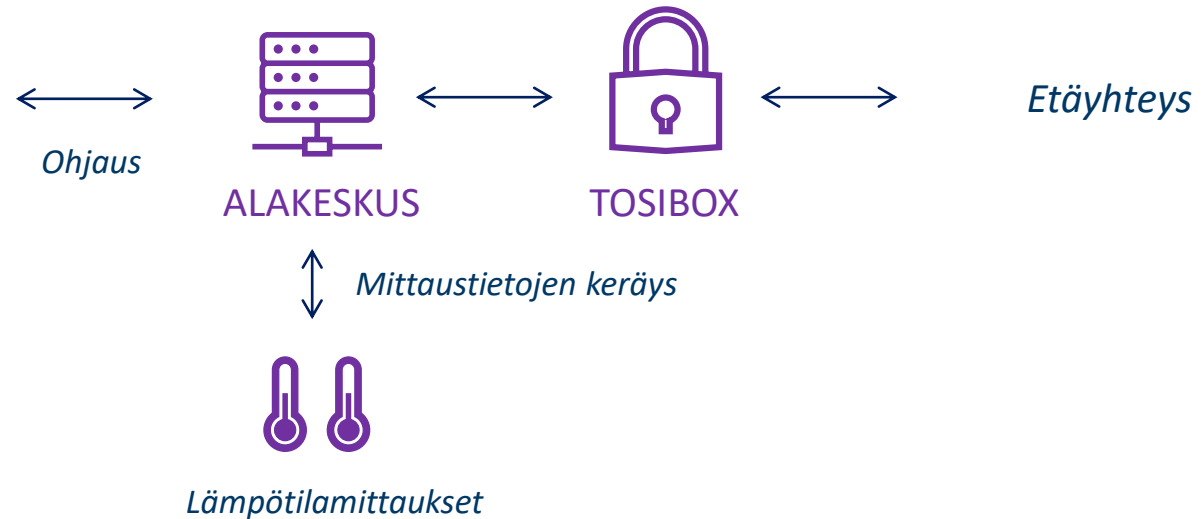 Etäyhteys
Ohjaus
ALAKESKUS
TOSIBOX
Mittaustietojen keräys
Lämpötilamittaukset